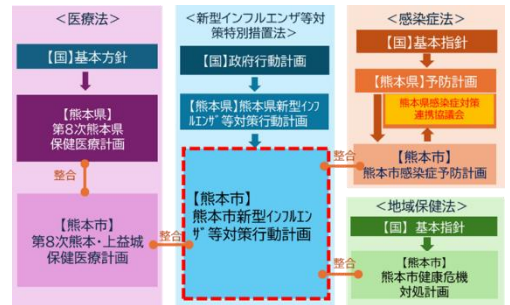 ＜医療法＞
【国】基本方針
【熊本県】
第8次熊本県
保健医療計画
整合
【熊本市】
第8次熊本・上益城
保健医療計画
整合
＜新型インフルエンザ等対
策特別措置法＞
【国】政府行動計画
【熊本県】熊本県新型インフ
ルエンザ等対策行動計画
【熊本市】
熊本市新型インフルエン
ザ等対策行動計画
整合
整合
＜感染症法＞
【国】基本指針
【熊本県】予防計画
熊本県感染症対策
連携協議会
【熊本市】
熊本市感染症予防計画
＜地域保健法＞
【国】基本指針
【熊本市】
熊本市健康危機
対処計画